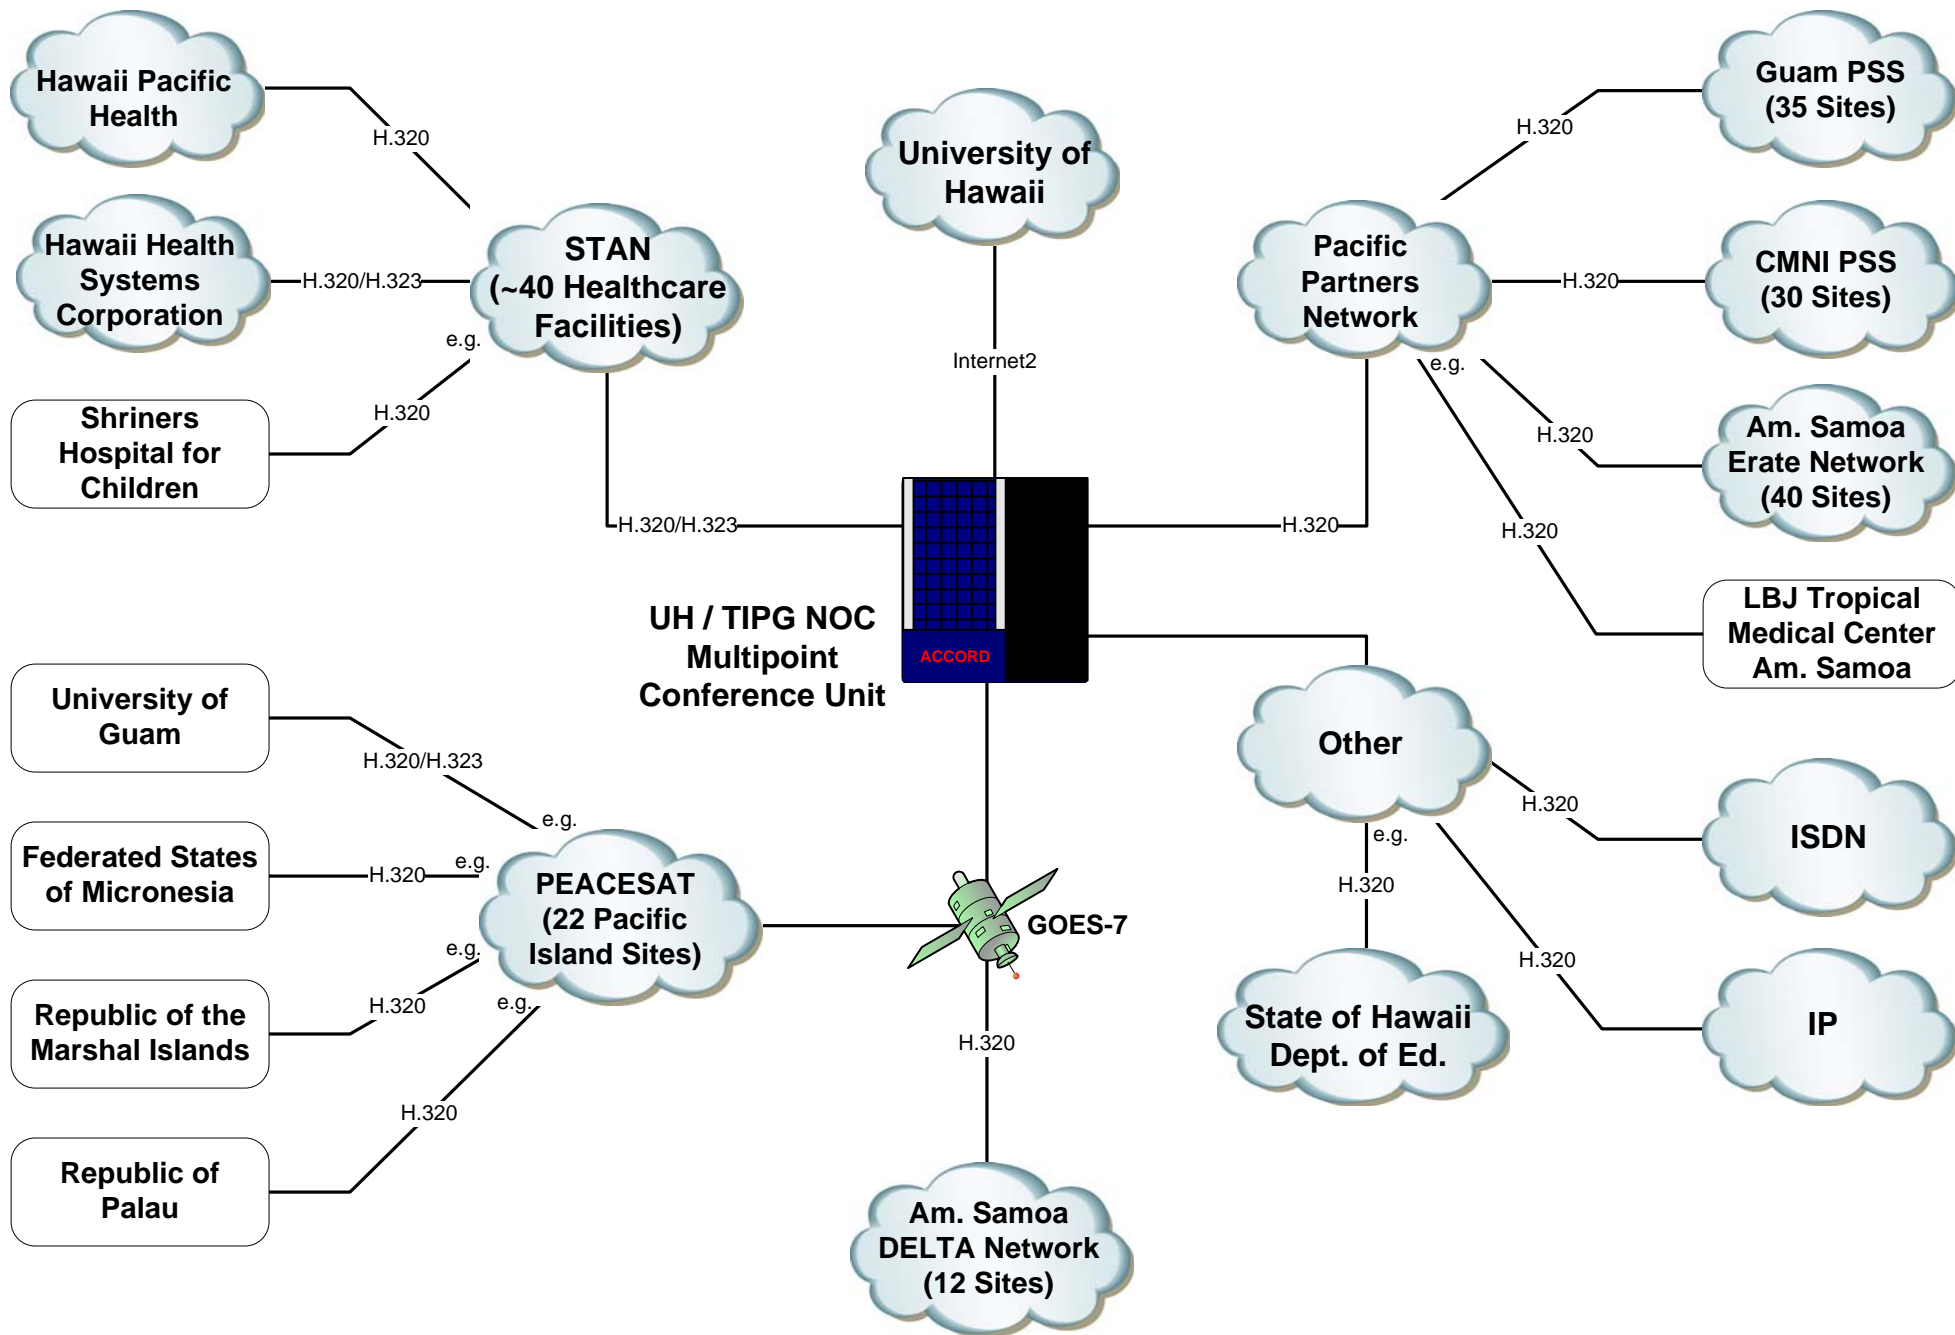 Hawaii Pacific
Health
H.320
Hawaii Health
Systems
Corporation
H.320/H.323
STAN
(~40 Healthcare
Facilities)
e.g.
Shriners
Hospital for
Children
H.320
H.320/H.323
University of
Hawaii
Internet2
Guam PSS
(35 Sites)
H.320
Pacific
Partners
Network
H.320
CMNI PSS
(30 Sites)
e.g.
H.320
Am. Samoa
Erate Network
(40 Sites)
H.320
H.320
LBJ Tropical
Medical Center
Am. Samoa
ACCORD
UH / TIPG NOC
Multipoint
Conference Unit
University of
Guam
H.320/H.323
e.g.
Federated States
of Micronesia
H.320
e.g.
PEACESAT
(22 Pacific
Island Sites)
e.g.
Republic of the
Marshal Islands
H.320
e.g.
H.320
Republic of
Palau
GOES-7
H.320
Am. Samoa
DELTA Network
(12 Sites)
Other
H.320
ISDN
e.g.
H.320
H.320
State of Hawaii
Dept. of Ed.
IP